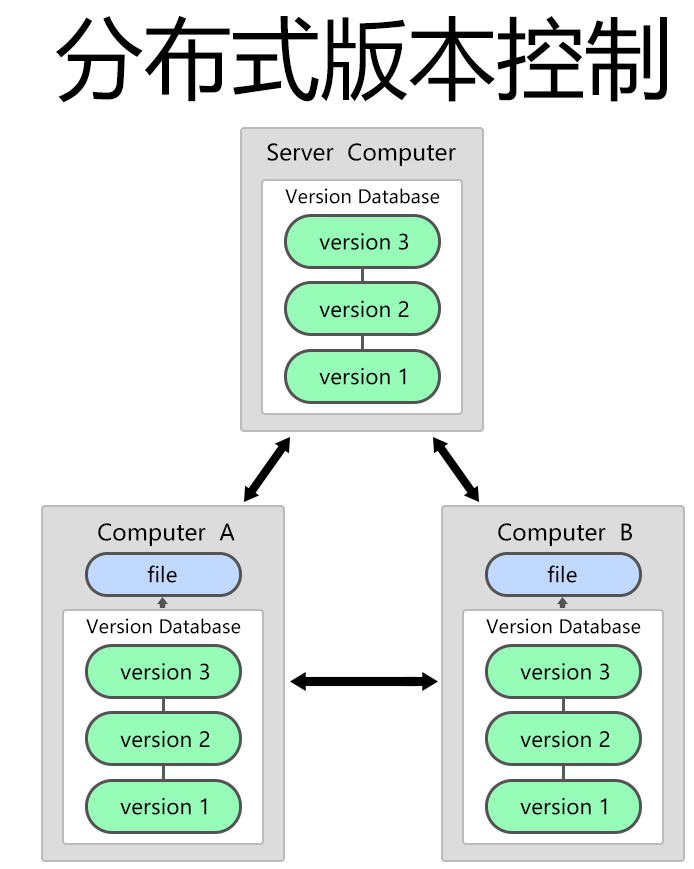 分布式版本控制
Server Computer
Version Database
version 3
version 2
version 1
Computer A
file
Version Database
version 3
version 2
version 1
Computer B
file
Version Database
version 3
version 2
version 1